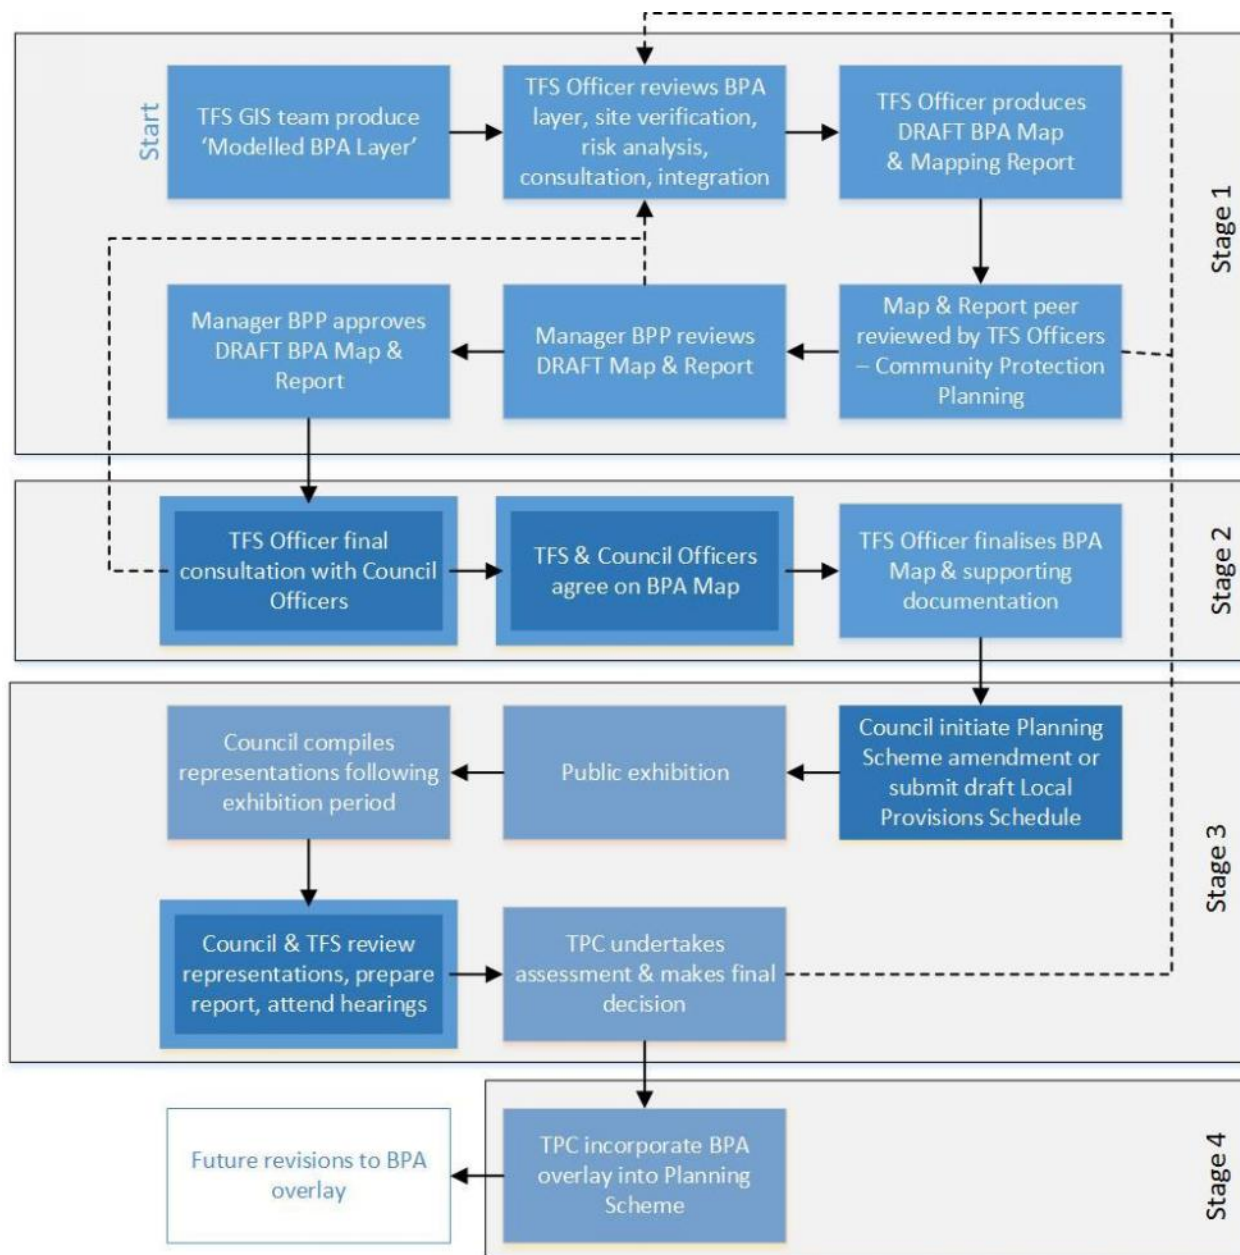 Start
TFS GIS team produce
‘Modelled BPA Layer’
TFS Officer reviews BPA
layer, site verification,
risk analysis,
consultation, integration
TFS Officer produces
DRAFT BPA Map
& Mapping Report
Stage 1
Map & Report peer
reviewed by TFS Officers
– Community Protection
Planning
Manager BPP reviews
DRAFT Map & Report
Manager BPP approves
DRAFT BPA Map &
Report
TFS Officer final
consultation with Council
Officers
TFS & Council Officers
agree on BPA Map
TFS Officer finalises BPA
Map & supporting
documentation
Stage 2
Council initiate Planning
Scheme amendment or
submit draft Local
Provisions Schedule
Public exhibition
Council compiles
representations following
exhibition period
Stage 3
Council & TFS review
representations, prepare
report, attend hearings
TPC undertakes
assessment & makes final
decision
TPC incorporate BPA
overlay into Planning
Scheme
Stage 4
Future revisions to BPA
overlay